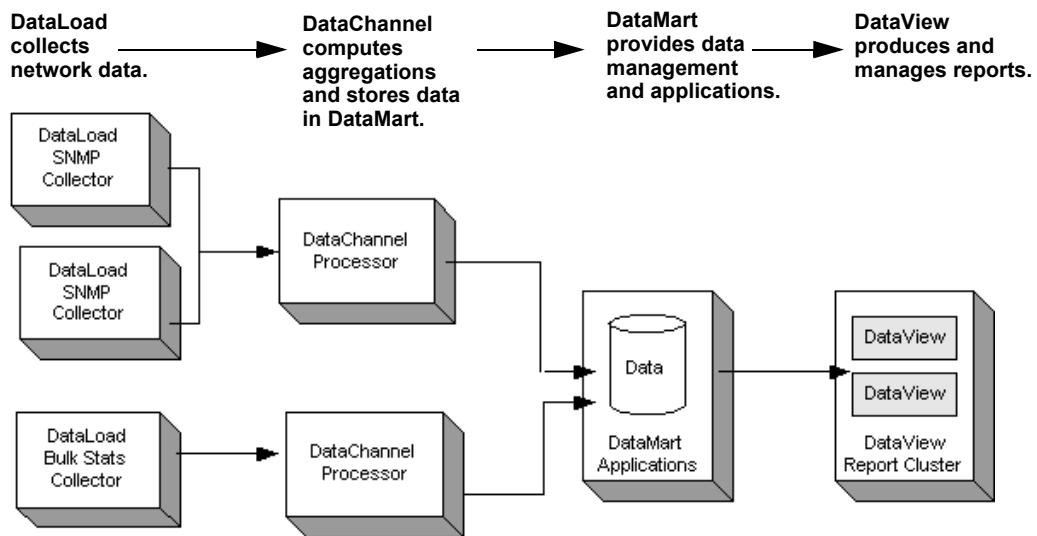 DataLoad
collects
network data.
DataChannel
computes
aggregations
and stores data
in DataMart.
DataMart
provides data
management
and applications.
DataView
produces and
manages reports.
DataLoad
SNMP
Collector
DataLoad
SNMP
Collector
DataChannel
Processor
DataLoad
Bulk Stats
Collector
DataChannel
Processor
Data
DataMart
Applications
DataView
DataView
DataView
Report Cluster